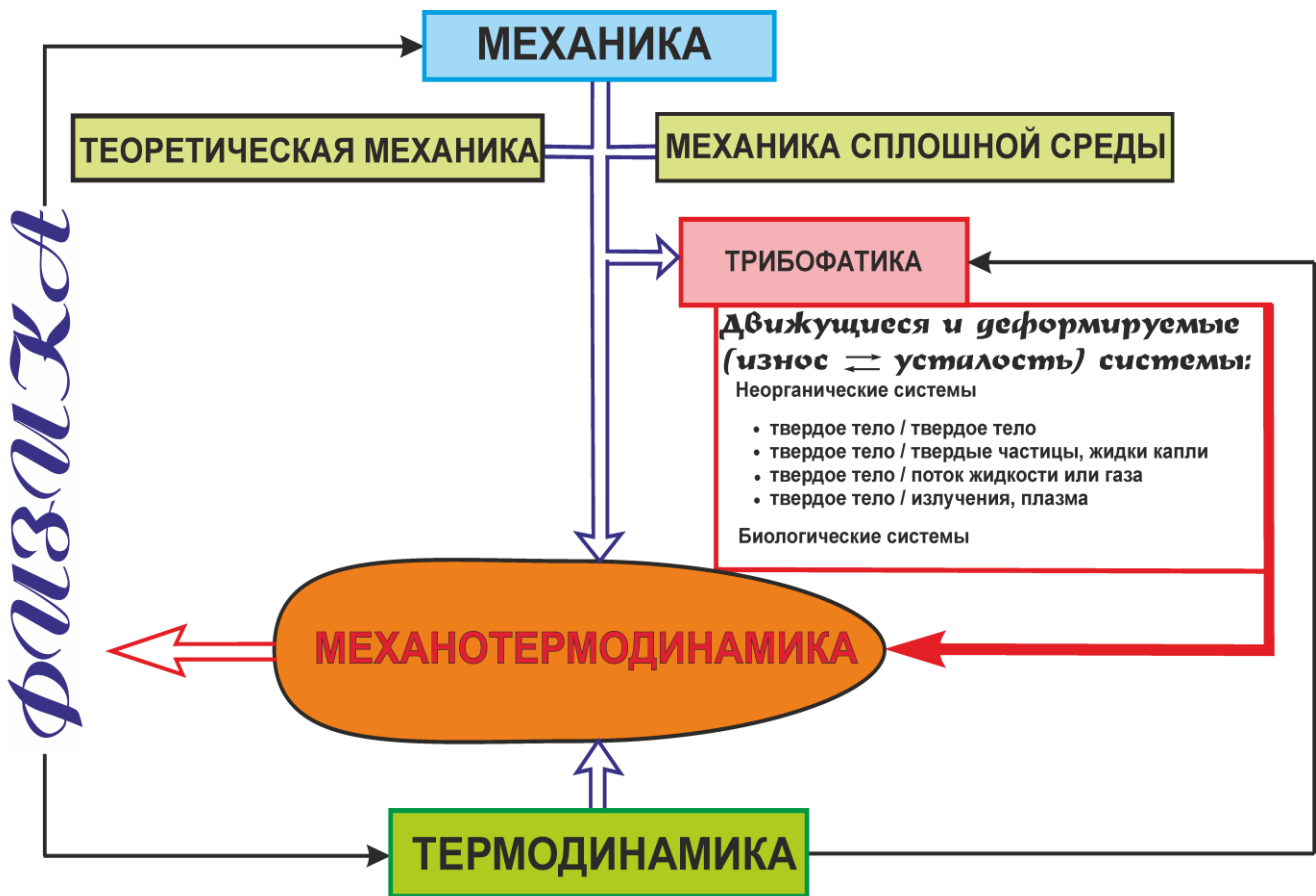 МЕХАНИКА
ТЕОРЕТИЧЕСКАЯ МЕХАНИКА
МЕХАНИКА СПЛОШНОЙ СРЕДЫ
ФИЗИКА
ТРИБОФАТИКА
Движущиеся и деформируемые
(износ ⇄ усталость) системы:
Неорганические системы
• твердое тело / твердое тело
• твердое тело / твердые частицы, жидки капли
• твердое тело / поток жидкости или газа
• твердое тело / излучения, плазма
Биологические системы
МЕХАНОТЕРМОДИНАМИКА
ТЕРМОДИНАМИКА